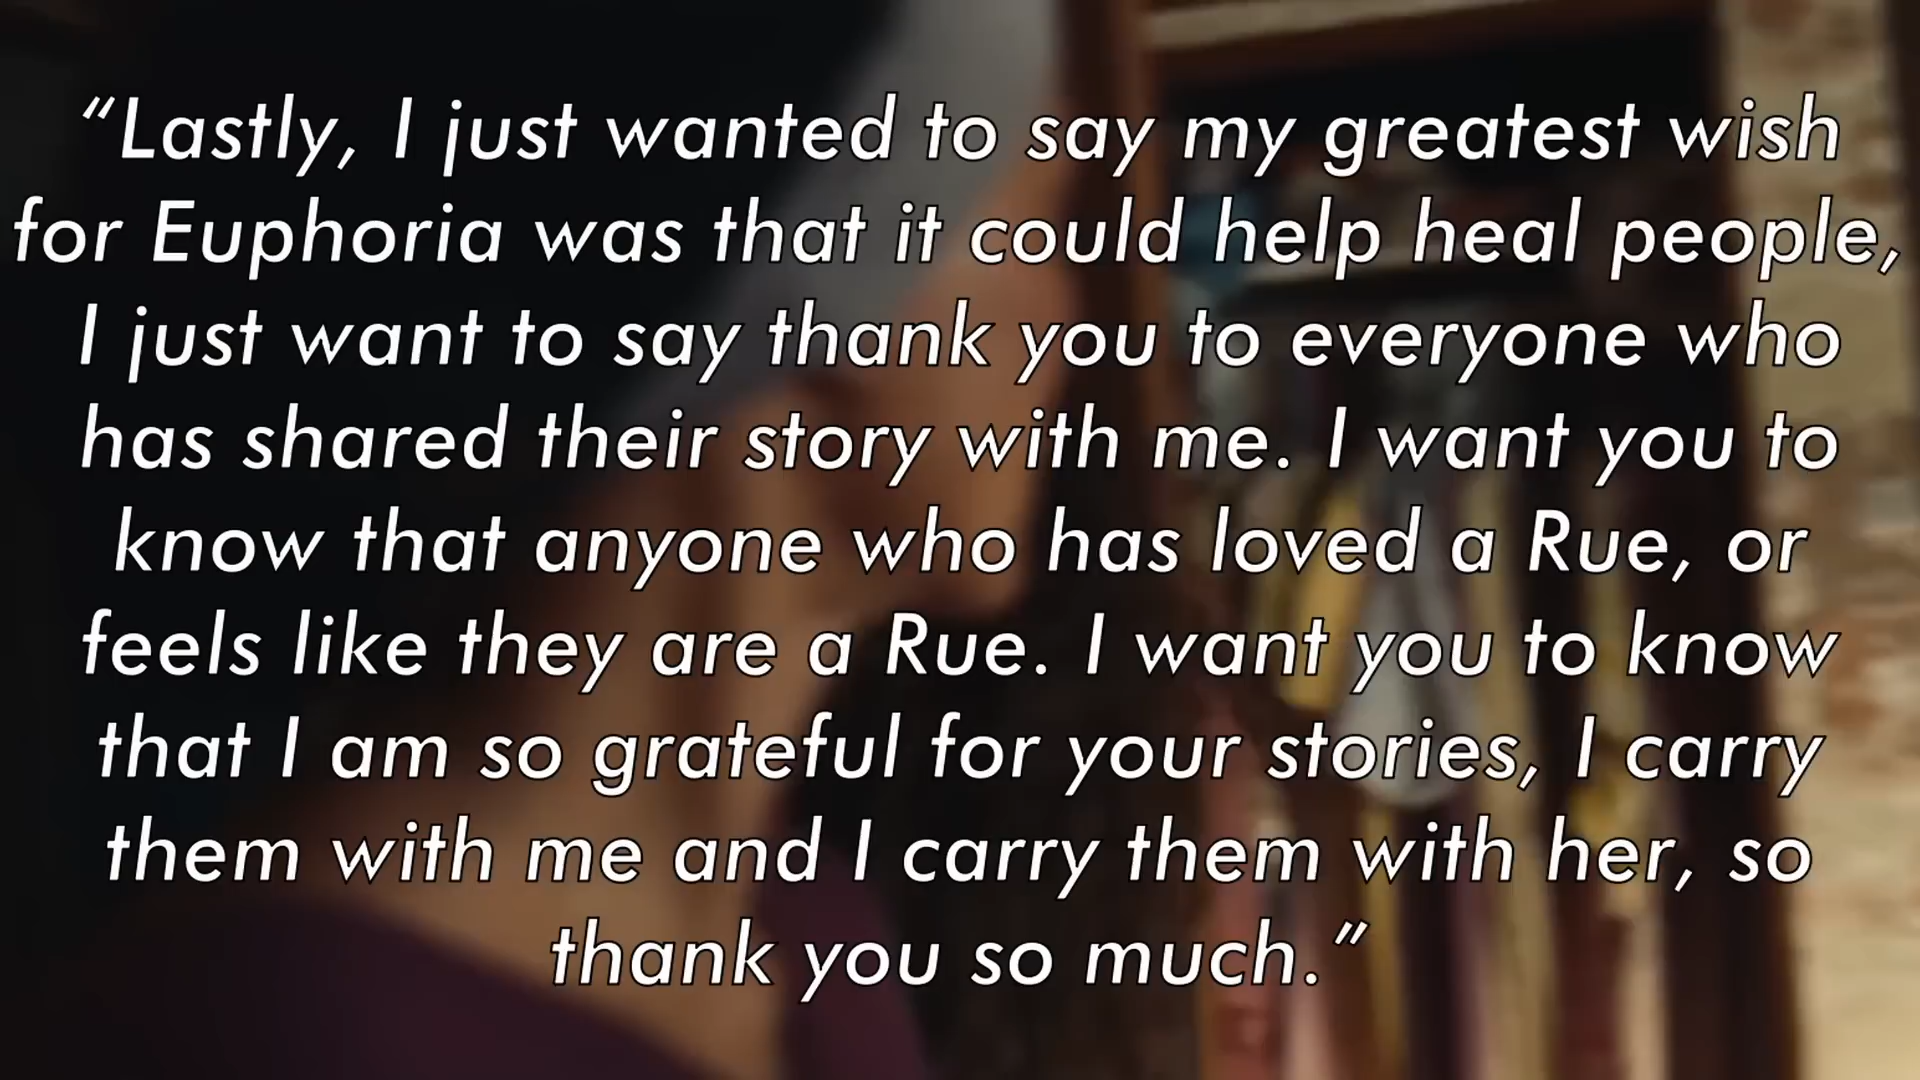 “Lastly, I just wanted to say my greatest wish
for Euphoria was that it could help heal people,
I just want to say thank you to everyone who
has shared their story with me. I want you to
know that anyone who has loved a Rue, or
feels like they are a Rue. I want you to know
that I am so grateful for your stories, I carry
them with me and I carry them with her, so
thank you so much.”